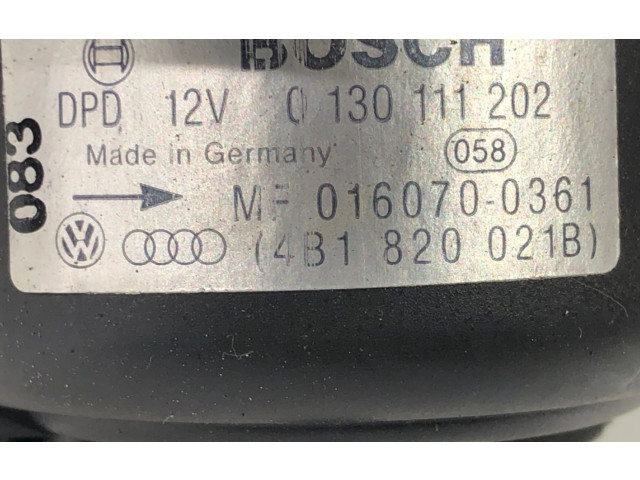 BOSCH
DPD 12V 0 130 111 202
Made in Germany 058
MF 016070-0361
(4B1 820 021B)
083